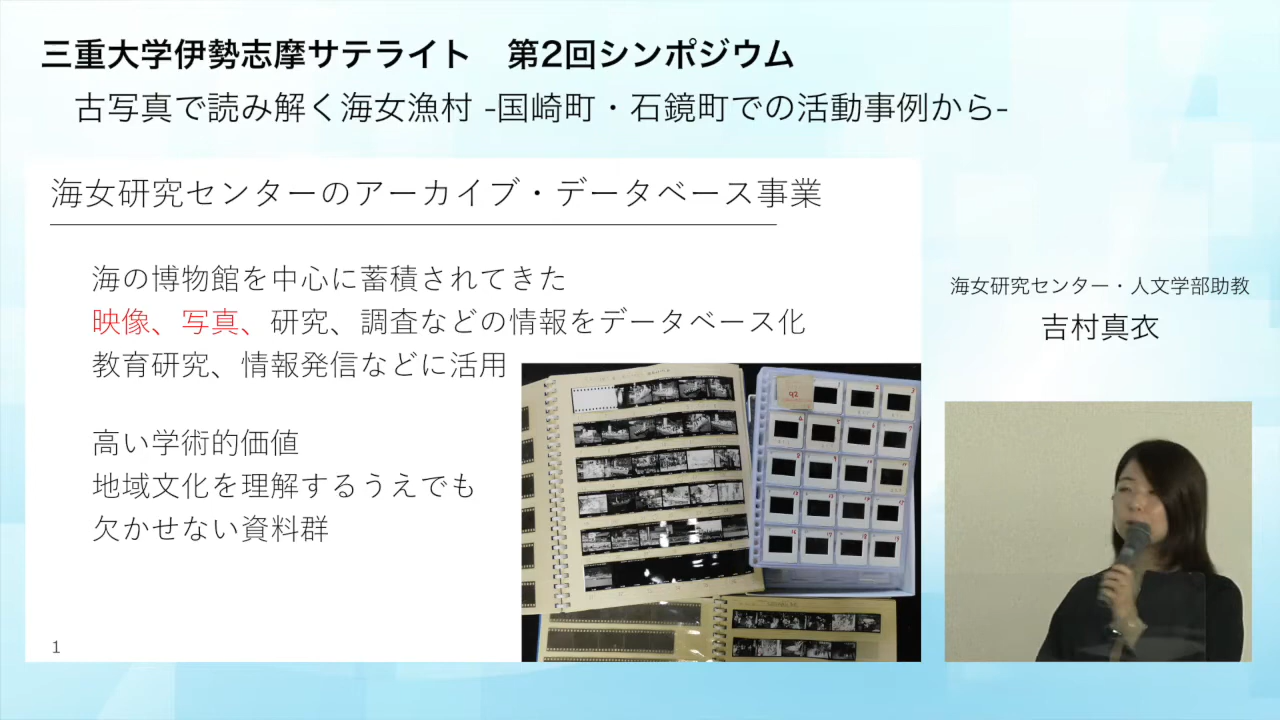 三重大学伊勢志摩サテライト　第2回シンポジウム
古写真で読み解く海女漁村 -国崎町・石鏡町での活動事例から-
海女研究センターのアーカイブ・データベース事業
海の博物館を中心に蓄積されてきた
映像、写真、研究、調査などの情報をデータベース化
教育研究、情報発信などに活用
高い学術的価値
地域文化を理解するうえでも
欠かせない資料群
1
海女研究センター・人文学部助教
吉村真衣